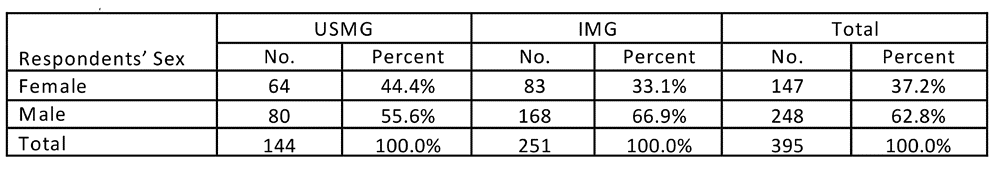 USMG IMG Total
Respondents' Sex No. Percent No. Percent No. Percent
Female 64 44.4% 83 33.1% 147 37.2%
Male 80 55.6% 168 66.9% 248 62.8%
Total 144 100.0% 251 100.0% 395 100.0%